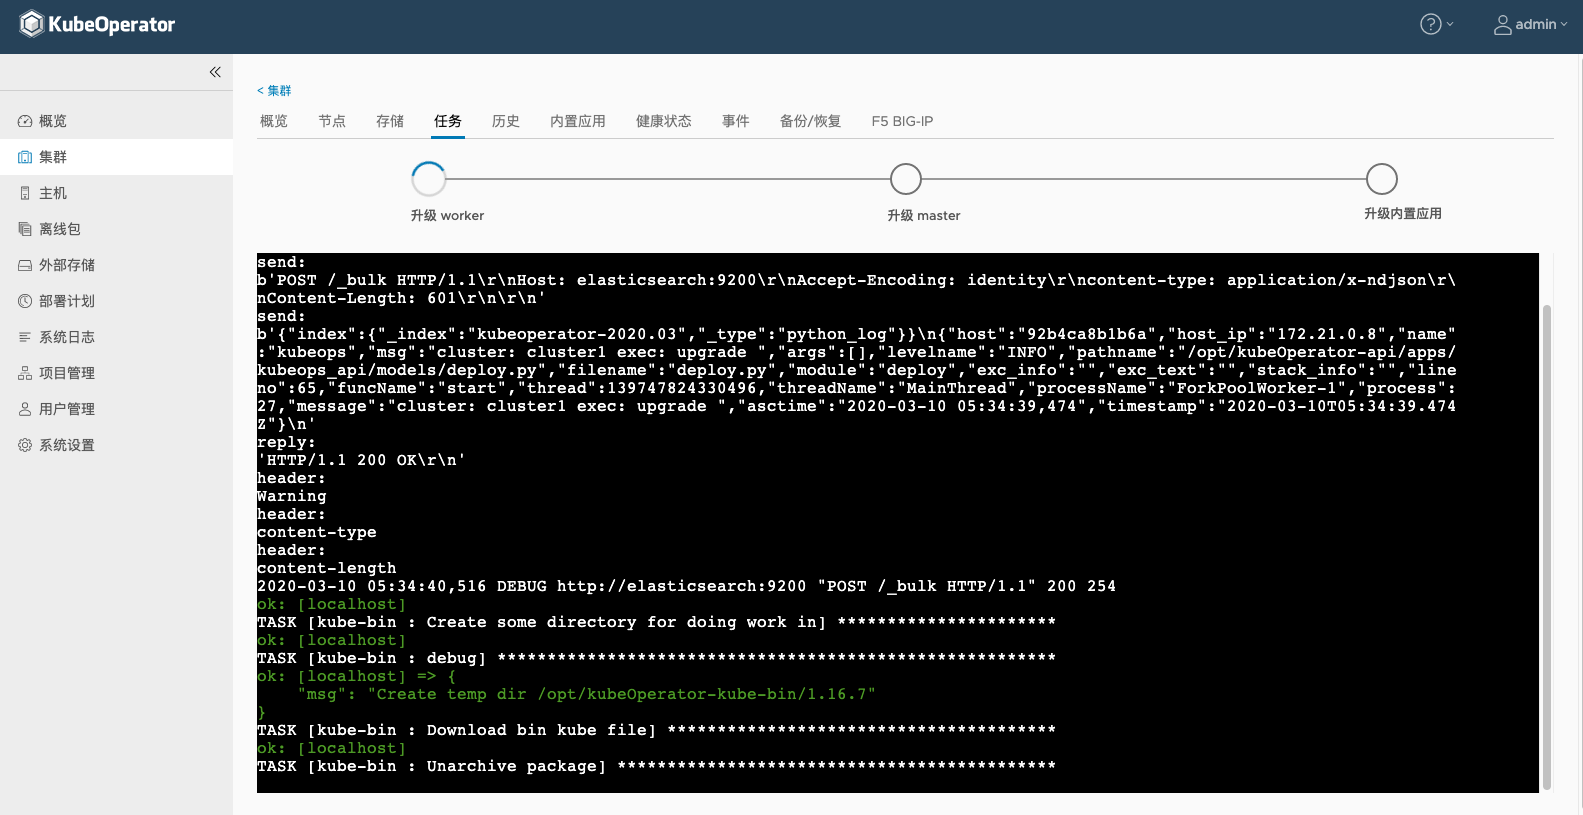 KubeOperator
? admin
< 集群
概览 节点 存储 任务 历史 内置应用 健康状态 事件 备份/恢复 F5 BIG-IP
概览
集群
主机
离线包
外部存储
部署计划
系统日志
项目管理
用户管理
系统设置
升级 worker 升级 master 升级内置应用
send:
b'POST /_bulk HTTP/1.1\r\nHost: elasticsearch:9200\r\nAccept-Encoding: identity\r\ncontent-type: application/x-ndjson\r\
nContent-Length: 601\r\n\r\n'
send:
b'{"index":{"_index":"kubeoperator-2020.03","_type":"python_log"}}\n{"host":"92b4ca8b1b6a","host_ip":"172.21.0.8","name"
:"kubeops","msg":"cluster: cluster1 exec: upgrade ","args":[],"levelname":"INFO","pathname":"/opt/kubeOperator-api/apps/
kubeops_api/models/deploy.py","filename":"deploy.py","module":"deploy","exc_info":"","exc_text":"","stack_info":"","line
no":65,"funcName":"start","thread":139747824330496,"threadName":"MainThread","processName":"ForkPoolWorker-1","process":
27,"message":"cluster: cluster1 exec: upgrade ","asctime":"2020-03-10 05:34:39,474","timestamp":"2020-03-10T05:34:39.474
Z"}\n'
reply:
'HTTP/1.1 200 OK\r\n'
header:
Warning
header:
content-type
header:
content-length
2020-03-10 05:34:40,516 DEBUG http://elasticsearch:9200 "POST /_bulk HTTP/1.1" 200 254
ok: [localhost]
TASK [kube-bin : Create some directory for doing work in] **********************
ok: [localhost]
TASK [kube-bin : debug] ********************************************************
ok: [localhost] => {
    "msg": "Create temp dir /opt/kubeOperator-kube-bin/1.16.7"
}
TASK [kube-bin : Download bin kube file] ***************************************
ok: [localhost]
TASK [kube-bin : Unarchive package] ********************************************